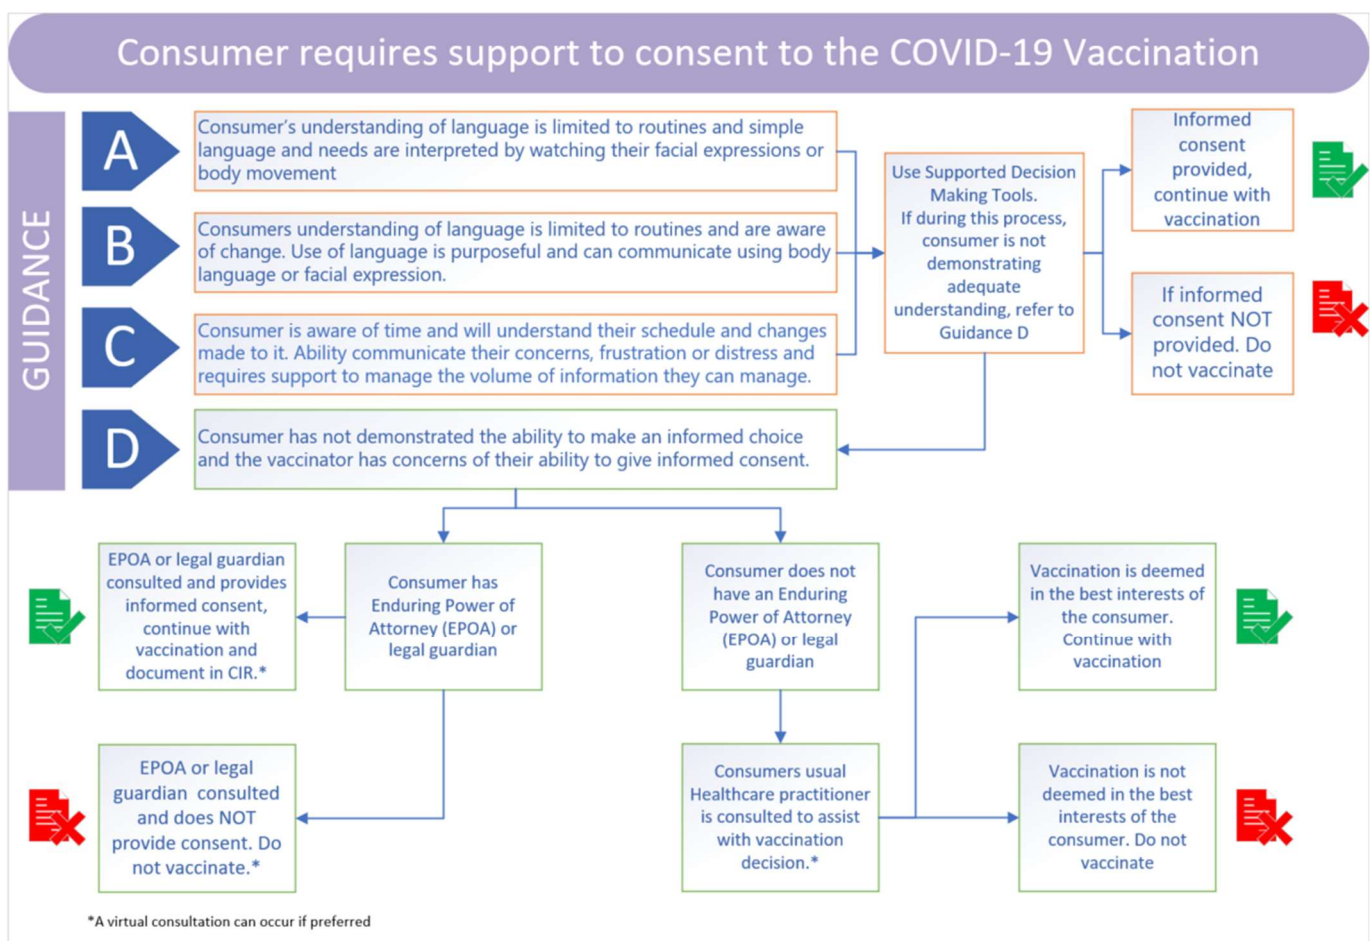 Consumer requires support to consent to the COVID-19 Vaccination
GUIDANCE
A
Consumer's understanding of language is limited to routines and simple
language and needs are interpreted by watching their facial expressions or
body movement
B
Consumers understanding of language is limited to routines and are aware
of change. Use of language is purposeful and can communicate using body
language or facial expression.
C
Consumer is aware of time and will understand their schedule and changes
made to it. Ability communicate their concerns, frustration or distress and
requires support to manage the volume of information they can manage.
D
Consumer has not demonstrated the ability to make an informed choice
and the vaccinator has concerns of their ability to give informed consent.
Use Supported Decision
Making Tools.
If during this process,
consumer is not
demonstrating
adequate
understanding, refer to
Guidance D
Informed
consent
provided,
continue with
vaccination
If informed
consent NOT
provided. Do
not vaccinate
EPOA or legal guardian
consulted and provides
informed consent,
continue with
vaccination and
document in CIR.*
Consumer has
Enduring Power of
Attorney (EPOA) or
legal guardian
Consumer does not
have an Enduring
Power of Attorney
(EPOA) or legal
guardian
Vaccination is deemed
in the best interests of
the consumer.
Continue with
vaccination
EPOA or legal
guardian consulted
and does NOT
provide consent. Do
not vaccinate.*
Consumers usual
Healthcare practitioner
is consulted to assist
with vaccination
decision.*
Vaccination is not
deemed in the best
interests of the
consumer. Do not
vaccinate
*A virtual consultation can occur if preferred